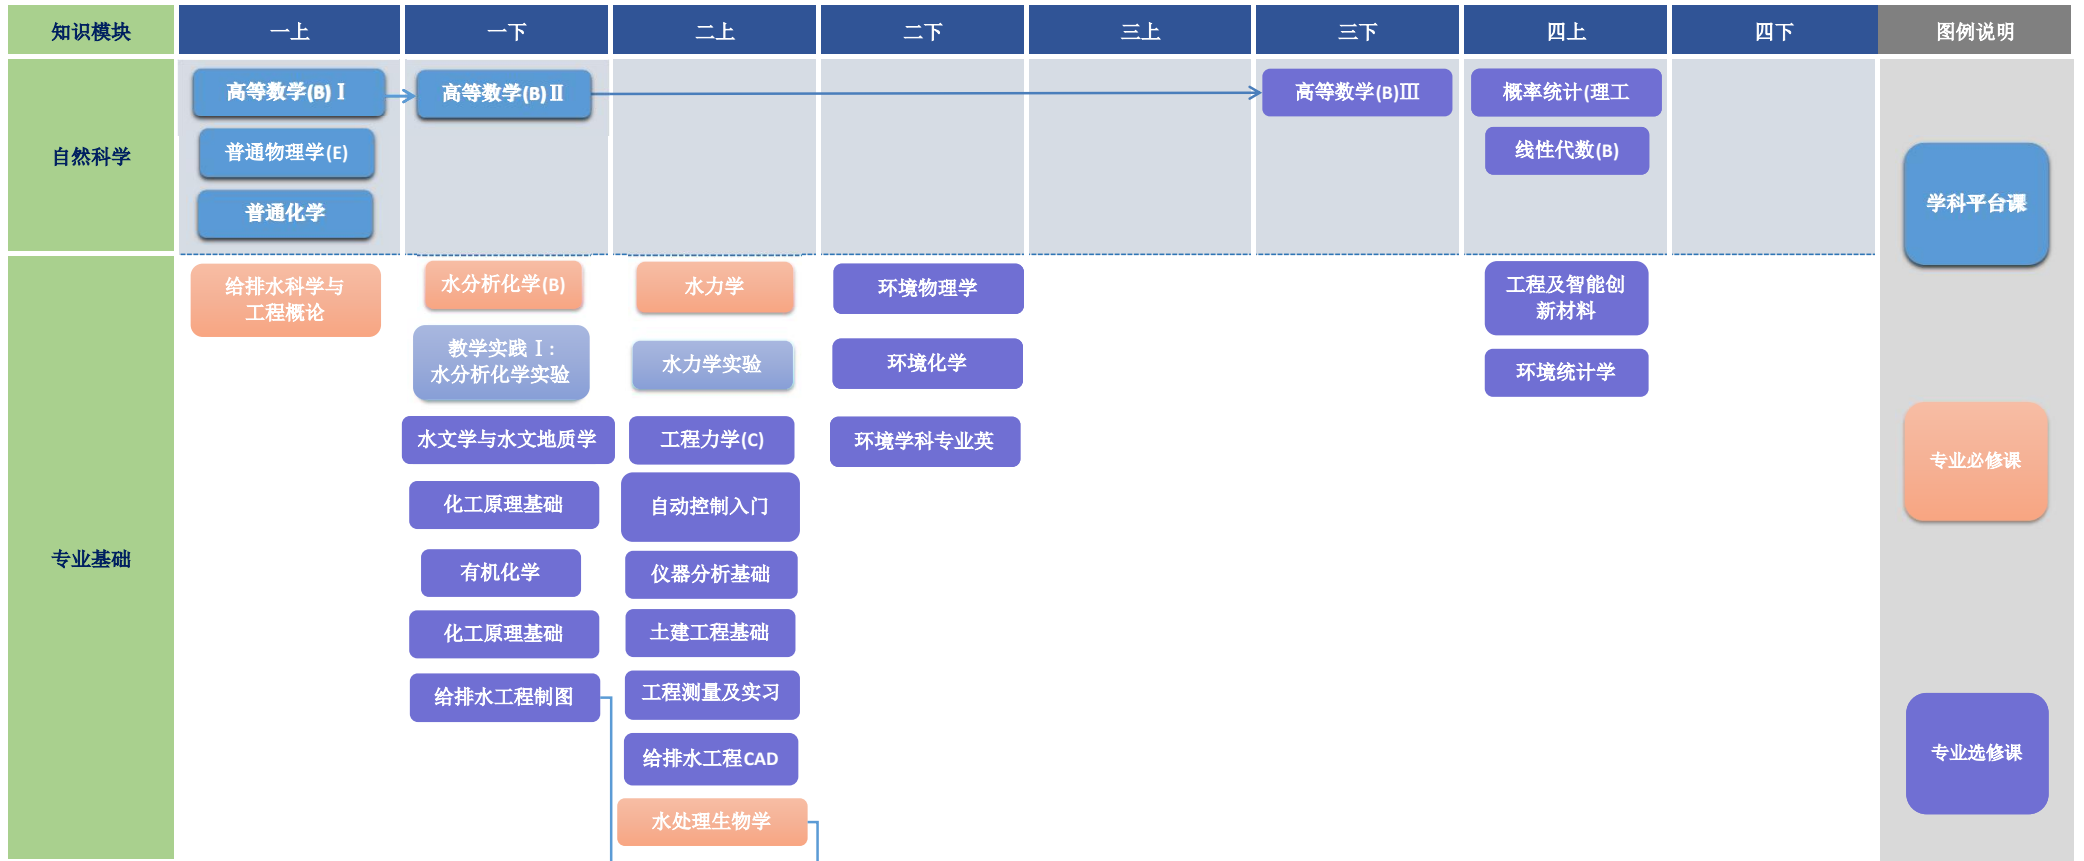 知识模块
一上
一下
二上
二下
三上
三下
四上
四下
图例说明
自然科学
高等数学(B) Ⅰ
高等数学(B) Ⅱ
高等数学(B)Ⅲ
概率统计(理工
普通物理学(E)
线性代数(B)
普通化学
学科平台课
专业基础
给排水科学与
工程概论
水分析化学(B)
教学实践Ⅰ:
水分析化学实验
水文学与水文地质学
化工原理基础
有机化学
化工原理基础
给排水工程制图
水力学
水力学实验
工程力学(C)
自动控制入门
仪器分析基础
土建工程基础
工程测量及实习
给排水工程CAD
水处理生物学
环境物理学
环境化学
环境学科专业英
工程及智能创
新材料
环境统计学
专业必修课
专业选修课